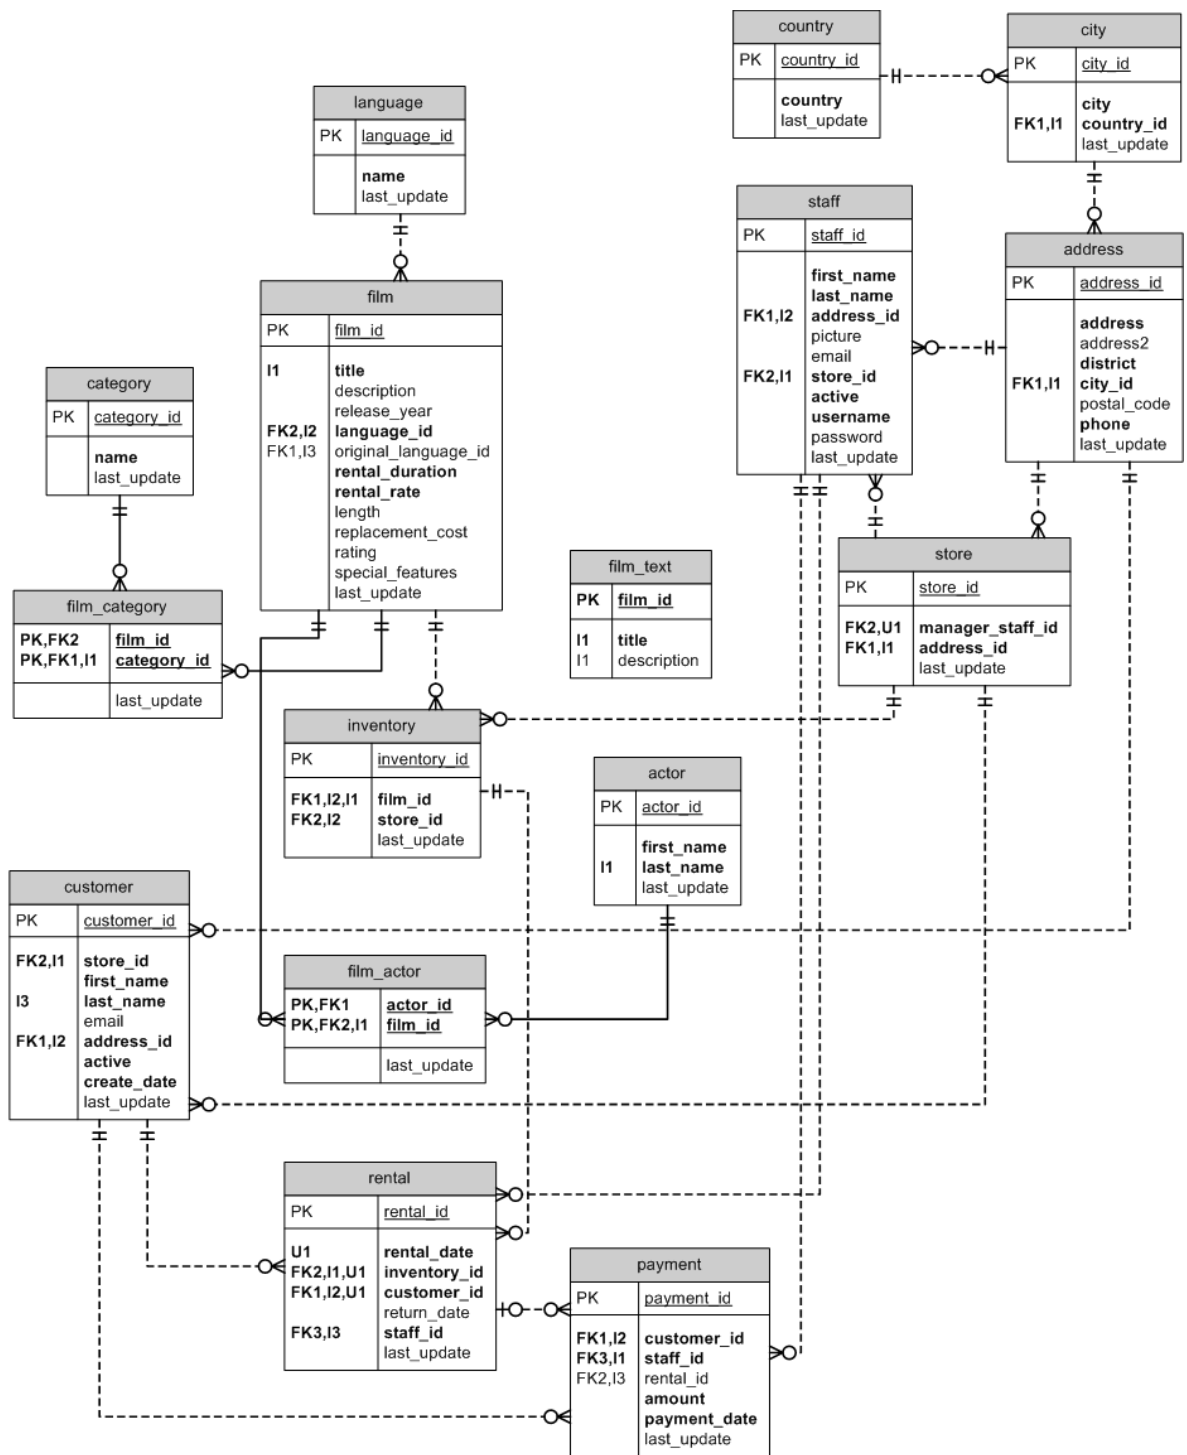 country
PK country_id
country
last_update
city
PK city_id
city
FK1,I1 country_id
last_update
language
PK language_id
name
last_update
staff
PK staff_id
first_name
last_name
FK1,I2 address_id
picture
email
FK2,I1 store_id
active
username
password
last_update
address
PK address_id
address
address2
district
FK1,I1 city_id
postal_code
phone
last_update
film
PK film_id
I1 title
description
release_year
FK2,I2 language_id
FK1,I3 original_language_id
rental_duration
rental_rate
length
replacement_cost
rating
special_features
last_update
category
PK category_id
name
last_update
film_category
PK,FK2 film_id
PK,FK1,I1 category_id
last_update
film_text
PK film_id
I1 title
I1 description
store
PK store_id
FK2,U1 manager_staff_id
FK1,I1 address_id
last_update
inventory
PK inventory_id
FK1,I2,I1 film_id
FK2,I2 store_id
last_update
actor
PK actor_id
first_name
I1 last_name
last_update
customer
PK customer_id
FK2,I1 store_id
first_name
I3 last_name
email
FK1,I2 address_id
active
create_date
last_update
film_actor
PK,FK1 actor_id
PK,FK2,I1 film_id
last_update
rental
PK rental_id
U1 rental_date
FK2,I1,U1 inventory_id
FK1,I2,U1 customer_id
return_date
FK3,I3 staff_id
last_update
payment
PK payment_id
FK1,I2 customer_id
FK3,I1 staff_id
FK2,I3 rental_id
amount
payment_date
last_update